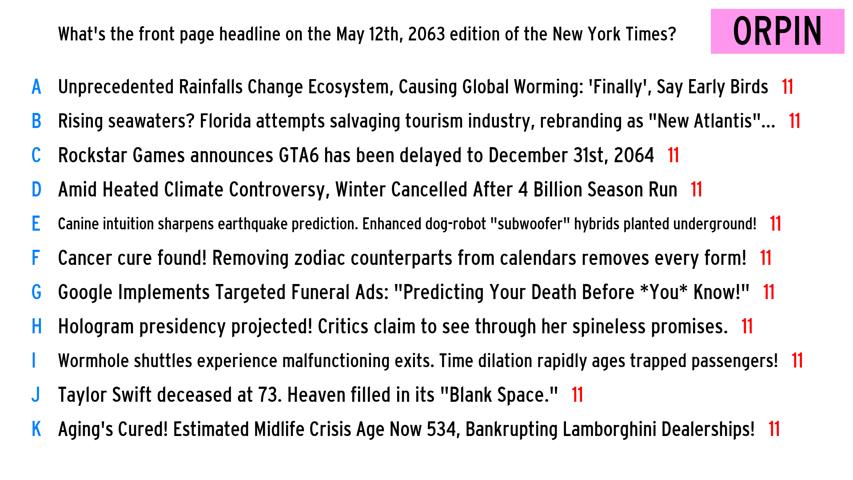 What's the front page headline on the May 12th, 2063 edition of the New York Times?
ORPIN
A Unprecedented Rainfalls Change Ecosystem, Causing Global Worming: 'Finally', Say Early Birds 11
B Rising seawaters? Florida attempts salvaging tourism industry, rebranding as "New Atlantis"... 11
C Rockstar Games announces GTA6 has been delayed to December 31st, 2064 11
D Amid Heated Climate Controversy, Winter Cancelled After 4 Billion Season Run 11
E Canine intuition sharpens earthquake prediction. Enhanced dog-robot "subwoofer" hybrids planted underground! 11
F Cancer cure found! Removing zodiac counterparts from calendars removes every form! 11
G Google Implements Targeted Funeral Ads: "Predicting Your Death Before *You* Know!" 11
H Hologram presidency projected! Critics claim to see through her spineless promises. 11
I Wormhole shuttles experience malfunctioning exits. Time dilation rapidly ages trapped passengers! 11
J Taylor Swift deceased at 73. Heaven filled in its "Blank Space." 11
K Aging's Cured! Estimated Midlife Crisis Age Now 534, Bankrupting Lamborghini Dealerships! 11